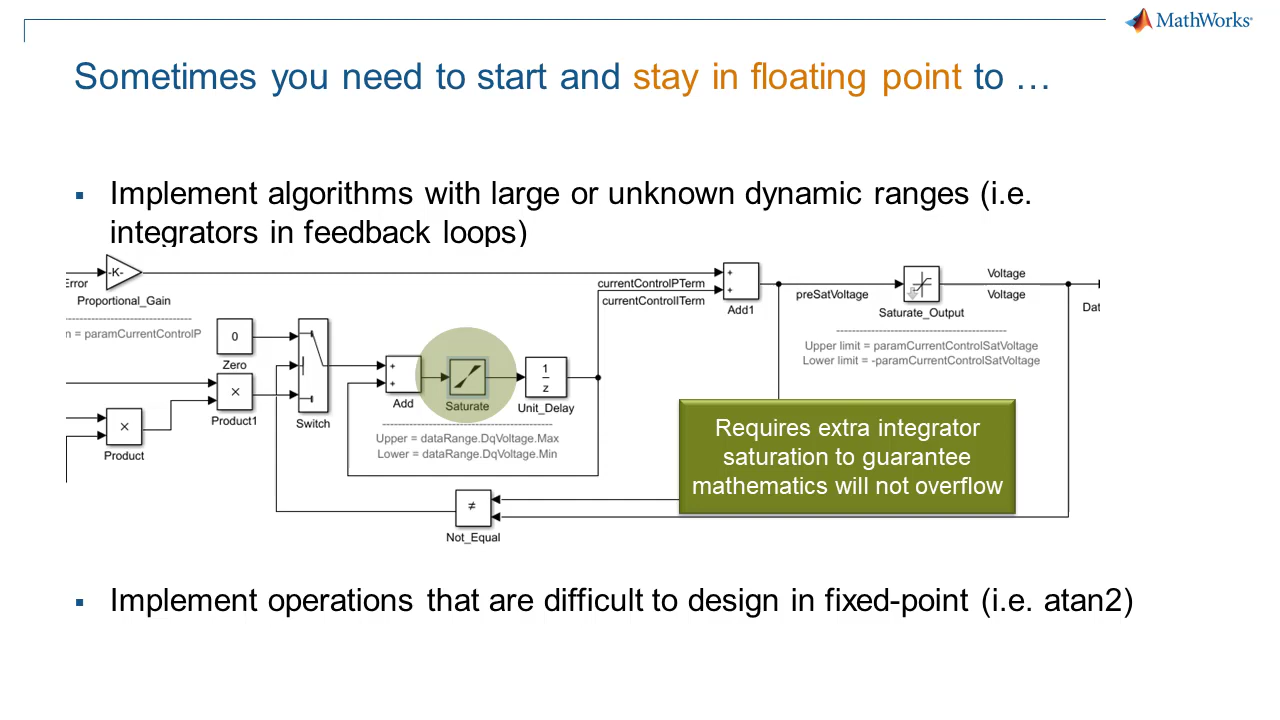 MathWorks®
Sometimes you need to start and stay in floating point to …
▪ Implement algorithms with large or unknown dynamic ranges (i.e.
integrators in feedback loops)
-K-
Error
Proportional_Gain
n = paramCurrentControlP
0
Zero
×
Product1
×
Product
Switch
+
+
Add
Saturate
1
z
Unit_Delay
Upper = dataRange.DqVoltage.Max
Lower = dataRange.DqVoltage.Min
currentControlPTerm
currentControlITerm
+
+
Add1
preSatVoltage
Saturate_Output
Voltage
Voltage
Dat
Upper limit = paramCurrentControlSatVoltage
Lower limit = -paramCurrentControlSatVoltage
Requires extra integrator
saturation to guarantee
mathematics will not overflow
≠
Not_Equal
▪ Implement operations that are difficult to design in fixed-point (i.e. atan2)